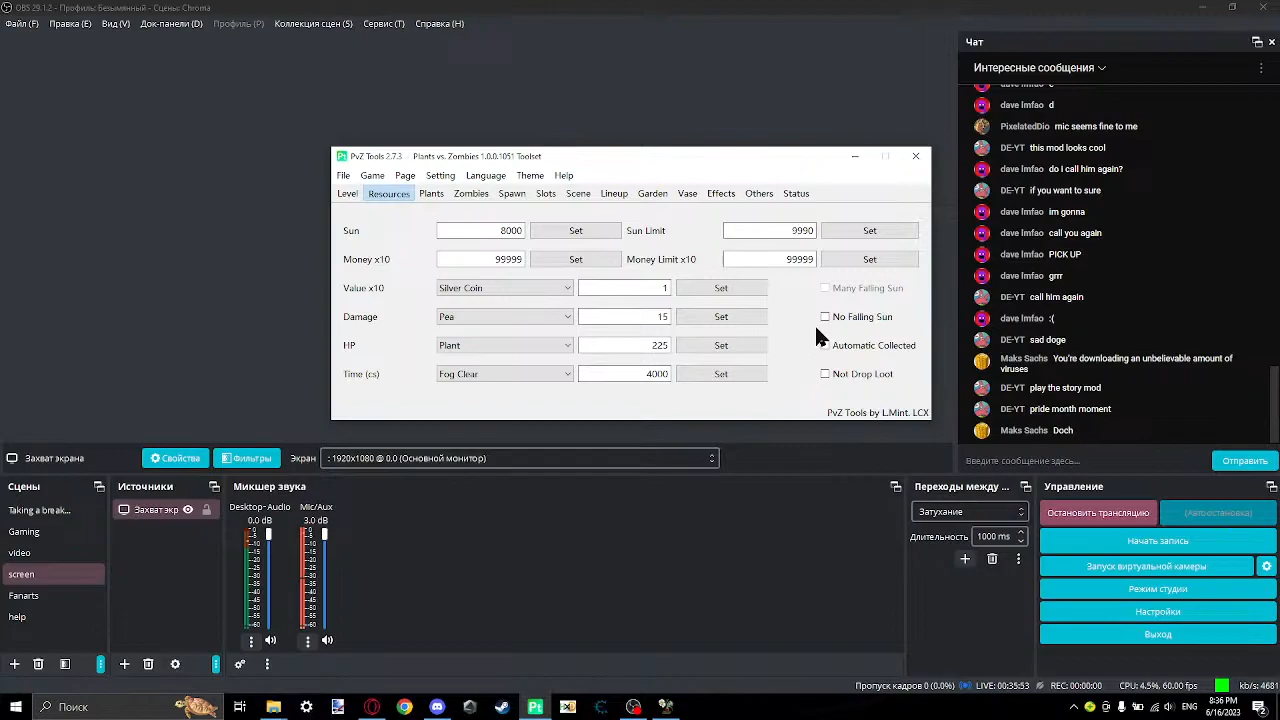 OBS 29.1.2 - Профиль: Безымянный - Сцены: Chroma
Файл (F) Правка (E) Вид (V) Док-панели (D) Профиль (P) Коллекция сцен (S) Сервис (T) Справка (H)
Чат
Интересные сообщения
dave lmfao c
dave lmfao d
PixelatedDio mic seems fine to me
DE-YT this mod looks cool
dave lmfao do I call him again?
DE-YT if you want to sure
dave lmfao im gonna
dave lmfao call you again
dave lmfao PICK UP
dave lmfao grrr
DE-YT call him again
dave lmfao :(
DE-YT sad doge
Maks Sachs You're downloading an unbelievable amount of
viruses
DE-YT play the story mod
DE-YT pride month moment
Maks Sachs Doch
Введите сообщение здесь...
Отправить
Pt PvZ Tools 2.7.3 - Plants vs. Zombies 1.0.0.1051 Toolset
File Game Page Setting Language Theme Help
Level Resources Plants Zombies Spawn Slots Scene Lineup Garden Vase Effects Others Status
Sun 8000 Set Sun Limit 9990 Set
Money x10 99999 Set Money Limit x10 99999 Set
Value x10 Silver Coin 1 Set Many Falling Sun
Damage Pea 15 Set No Falling Sun
HP Plant 225 Set Automatic Collected
Time (cs) Fog Clear 4000 Set Not Drop Loot
PvZ Tools by L.Mint. LCX
Захват экрана Свойства Фильтры Экран : 1920x1080 @ 0.0 (Основной монитор)
Сцены
Taking a break...
Gaming
video
screen
Fanarts
help
Источники
Захват экр
Микшер звука
Desktop-Audio Mic/Aux
0.0 dB 3.0 dB
Переходы между ...
Затухание
Длительность 1000 ms
Управление
Остановить трансляцию (Автоостановка)
Начать запись
Запуск виртуальной камеры
Режим студии
Настройки
Выход
Пропуск кадров 0 (0.0%) LIVE: 00:35:53 REC: 00:00:00 CPU: 4.5%, 60.00 fps kb/s: 4681
Поиск
Pt
ENG
8:36 PM
6/16/2023